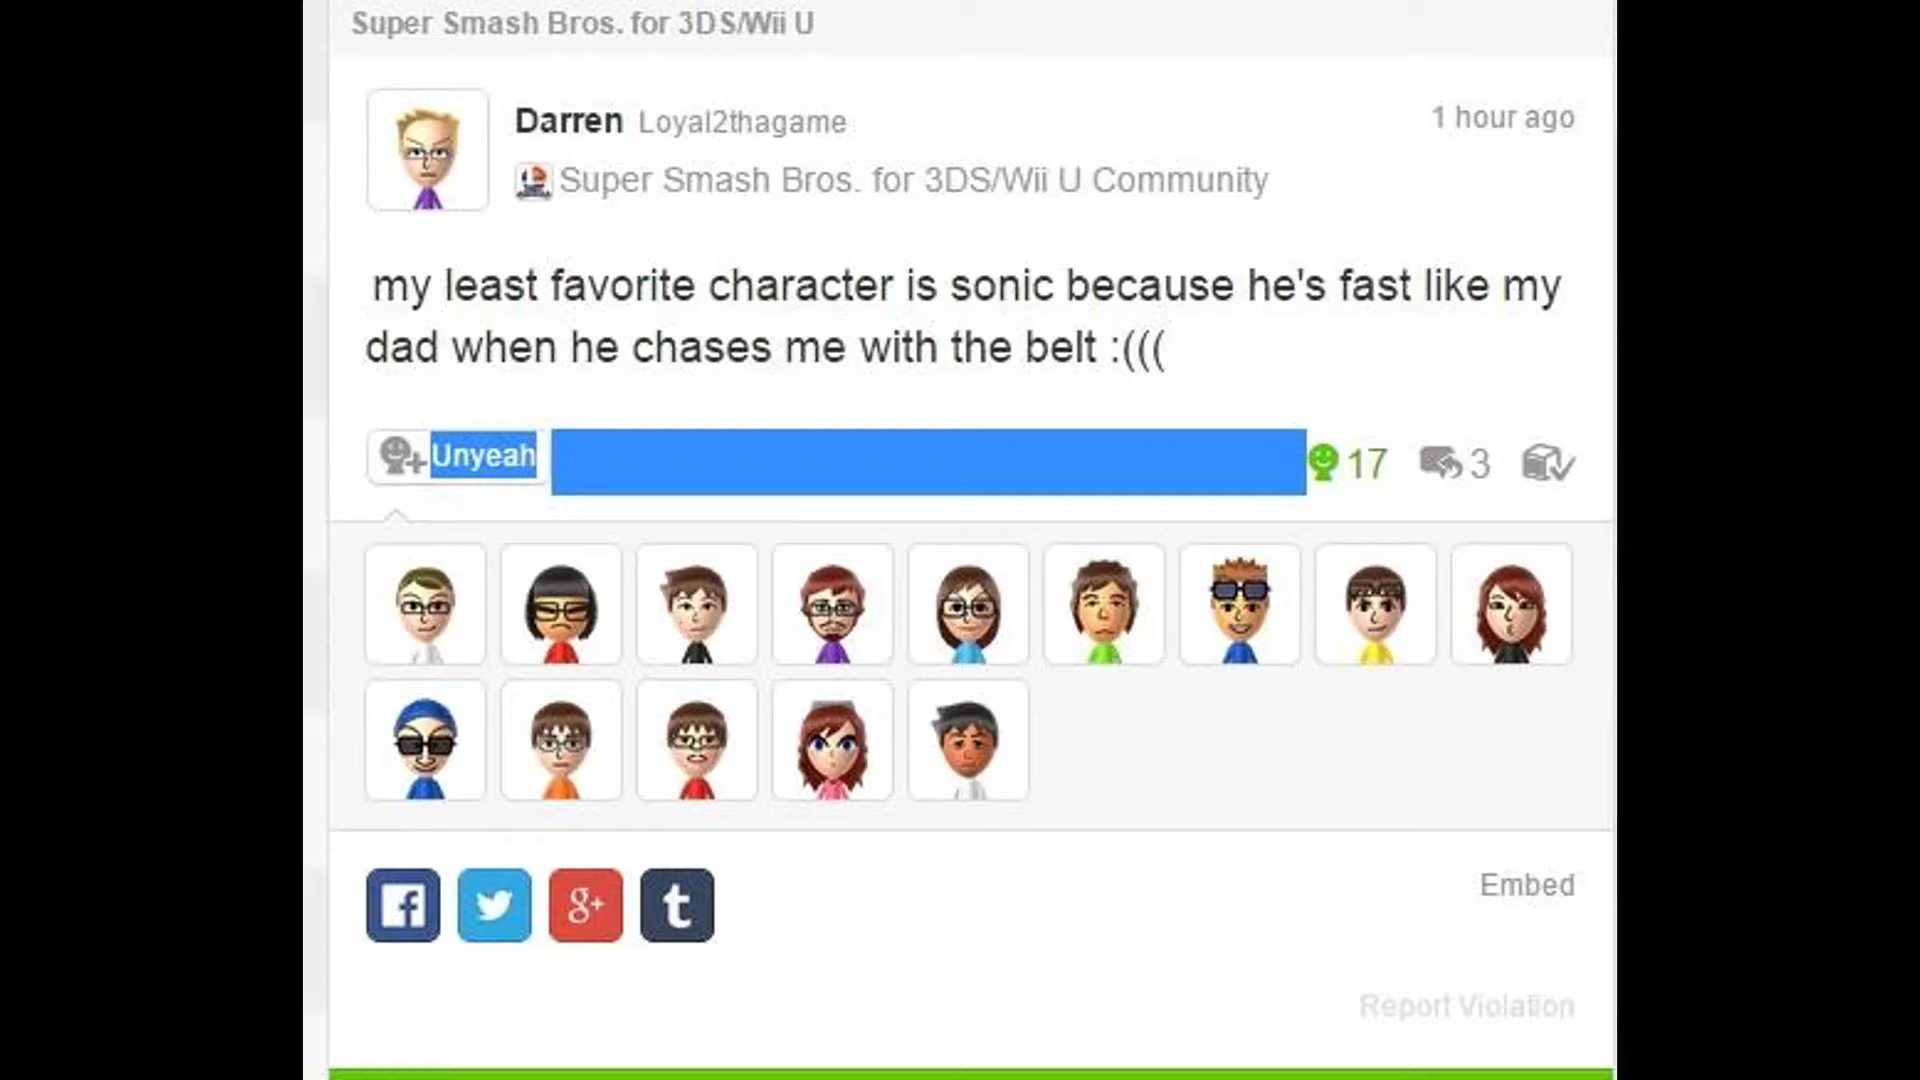 Super Smash Bros. for 3DS/Wii U
Darren Loyal2thagame
1 hour ago
Super Smash Bros. for 3DS/Wii U Community
my least favorite character is sonic because he's fast like my
dad when he chases me with the belt :(((
Unyeah
17
3
Embed
Report Violation